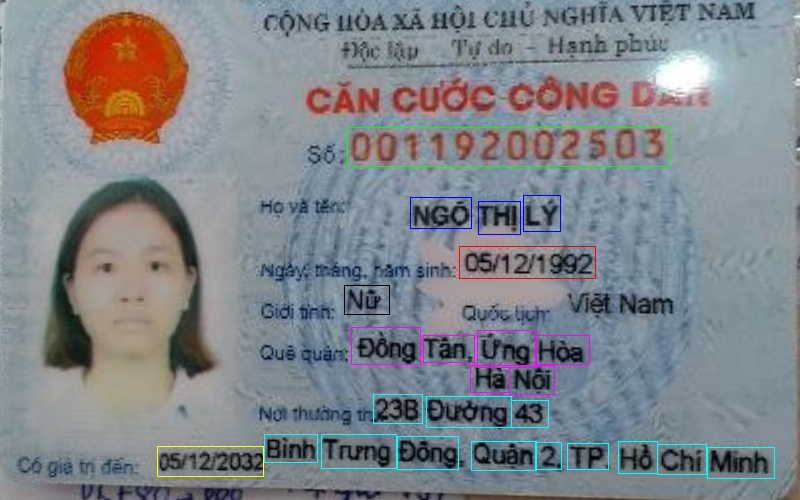 CỘNG HÒA XÃ HỘI CHỦ NGHĨA VIỆT NAM
Độc lập Tự do - Hạnh phúc
CĂN CƯỚC CÔNG DÂN
Số: 001192002503
Họ và tên: NGÔ THỊ LÝ
Ngày, tháng, năm sinh: 05/12/1992
Giới tính: Nữ Quốc tịch: Việt Nam
Quê quán: Đồng Tân, Ứng Hòa
Hà Nội
Nơi thường tr 23B Đường 43
Bình Trưng Đông, Quận 2, TP. Hồ Chí Minh
Có giá trị đến: 05/12/2032